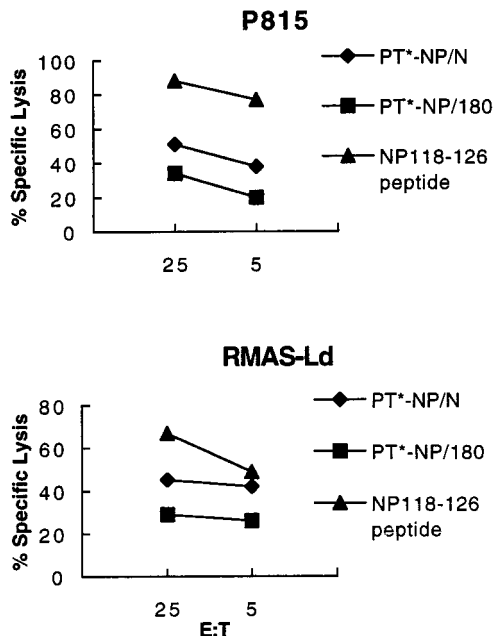 P815
% Specific Lysis
100
80
60
40
20
0
25 5
PT*-NP/N
PT*-NP/180
NP118-126
peptide
RMAS-Ld
% Specific Lysis
80
60
40
20
0
25 5
E:T
PT*-NP/N
PT*-NP/180
NP118-126
peptide